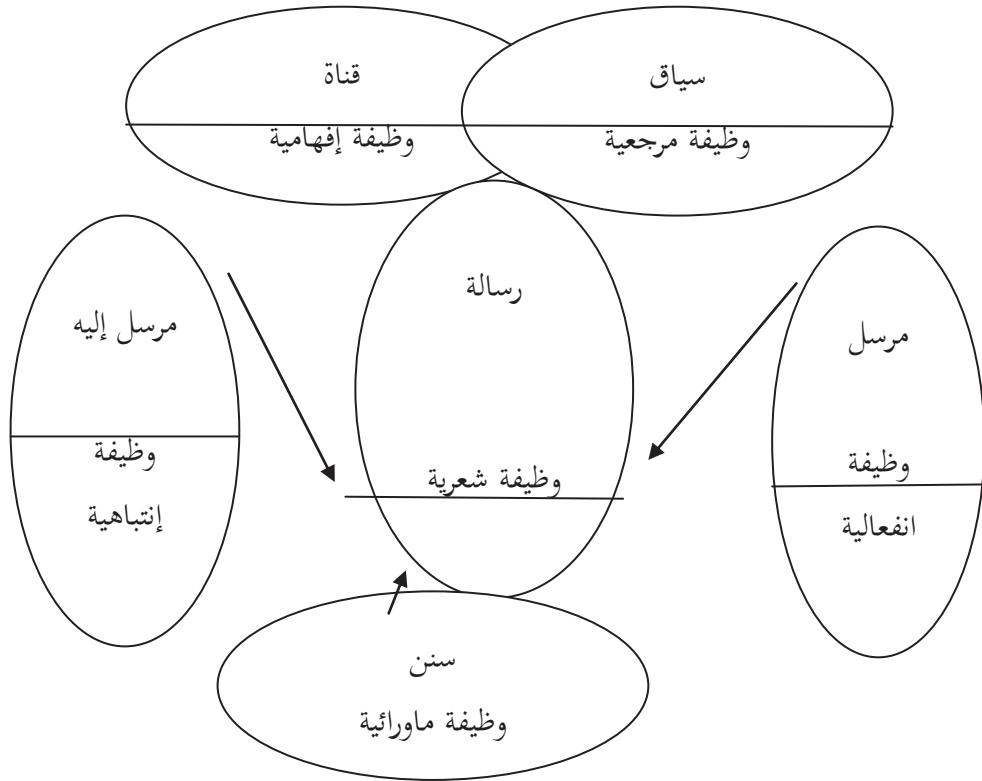 سياق
وظيفة مرجعية
قناة
وظيفة إفهامية
مرسل
وظيفة
انفعالية
رسالة
وظيفة شعرية
مرسل إليه
وظيفة
إنتباهية
سنن
وظيفة ماورائية